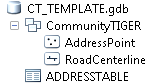 CT_TEMPLATE.gdb
CommunityTIGER
AddressPoint
RoadCenterline
ADDRESSTABLE